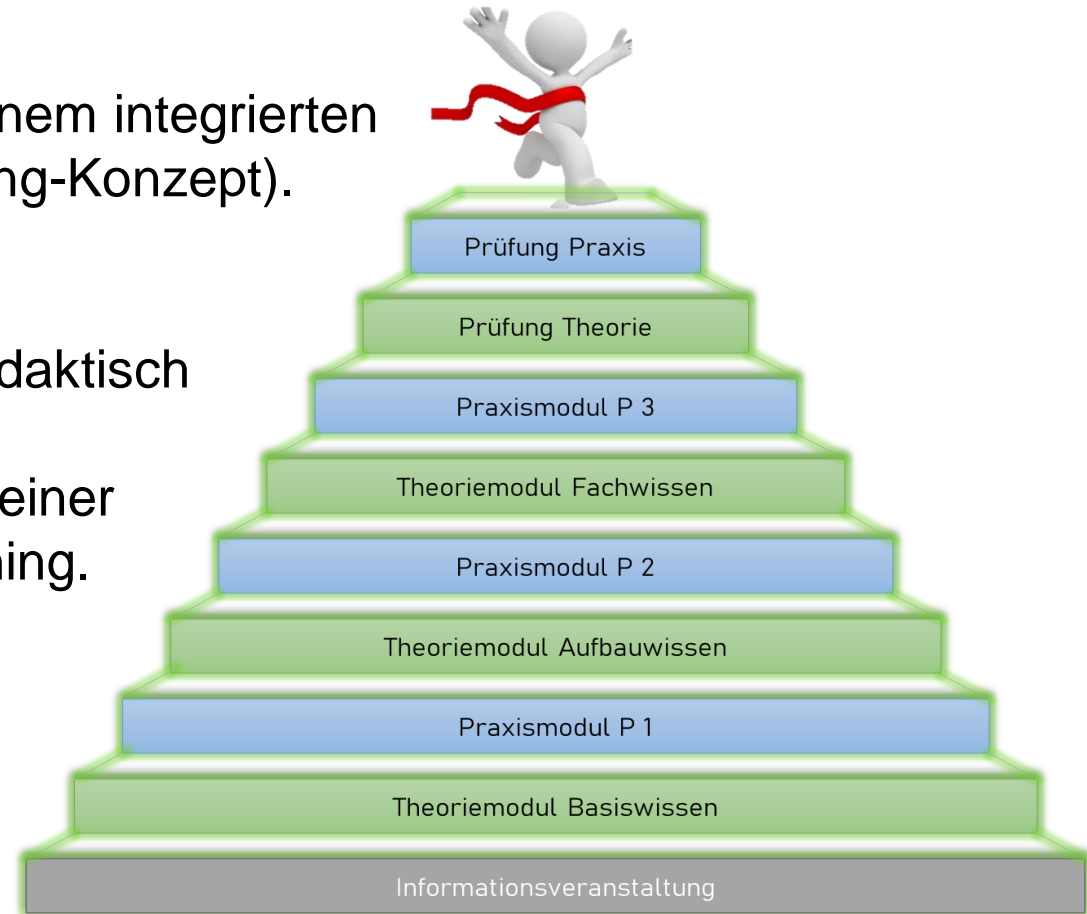 nem integrierten
ng-Konzept).
daktisch
einer
ning.
Prüfung Praxis
Prüfung Theorie
Praxismodul P 3
Theoriemodul Fachwissen
Praxismodul P 2
Theoriemodul Aufbauwissen
Praxismodul P 1
Theoriemodul Basiswissen
Informationsveranstaltung